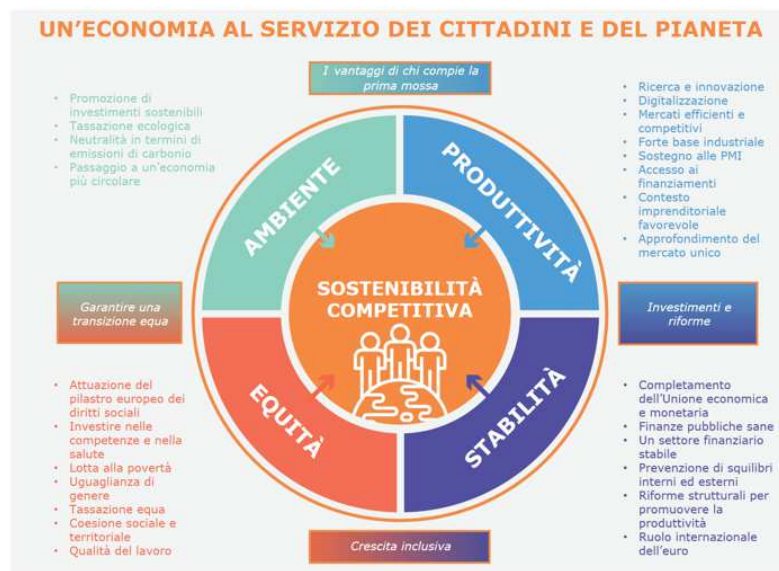 UN'ECONOMIA AL SERVIZIO DEI CITTADINI E DEL PIANETA
I vantaggi di chi compie la
prima mossa
• Promozione di
investimenti sostenibili
• Tassazione ecologica
• Neutralità in termini di
emissioni di carbonio
• Passaggio a un'economia
più circolare
• Ricerca e innovazione
• Digitalizzazione
• Mercati efficienti e
competitivi
• Forte base industriale
• Sostegno alle PMI
• Accesso ai
finanziamenti
• Contesto
imprenditoriale
favorevole
• Approfondimento del
mercato unico
AMBIENTE
PRODUTTIVITÀ
SOSTENIBILITÀ
COMPETITIVA
Garantire una
transizione equa
Investimenti e
riforme
EQUITÀ
STABILITÀ
• Attuazione del
pilastro europeo dei
diritti sociali
• Investire nelle
competenze e nella
salute
• Lotta alla povertà
• Uguaglianza di
genere
• Tassazione equa
• Coesione sociale e
territoriale
• Qualità del lavoro
• Completamento
dell'Unione economica
e monetaria
• Finanze pubbliche sane
• Un settore finanziario
stabile
• Prevenzione di squilibri
interni ed esterni
• Riforme strutturali per
promuovere la
produttività
• Ruolo internazionale
dell'euro
Crescita inclusiva